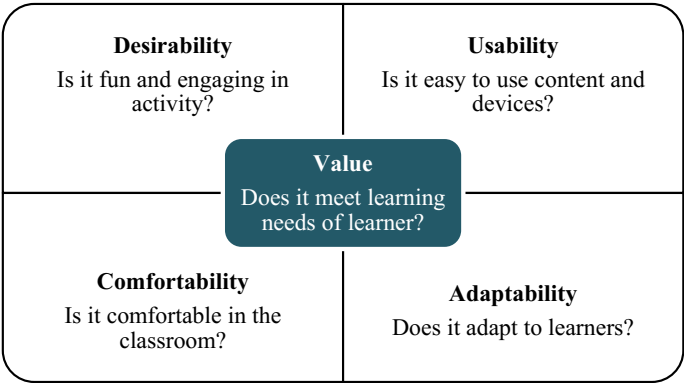 Desirability
Is it fun and engaging in
activity?
Usability
Is it easy to use content and
devices?
Value
Does it meet learning
needs of learner?
Comfortability
Is it comfortable in the
classroom?
Adaptability
Does it adapt to learners?